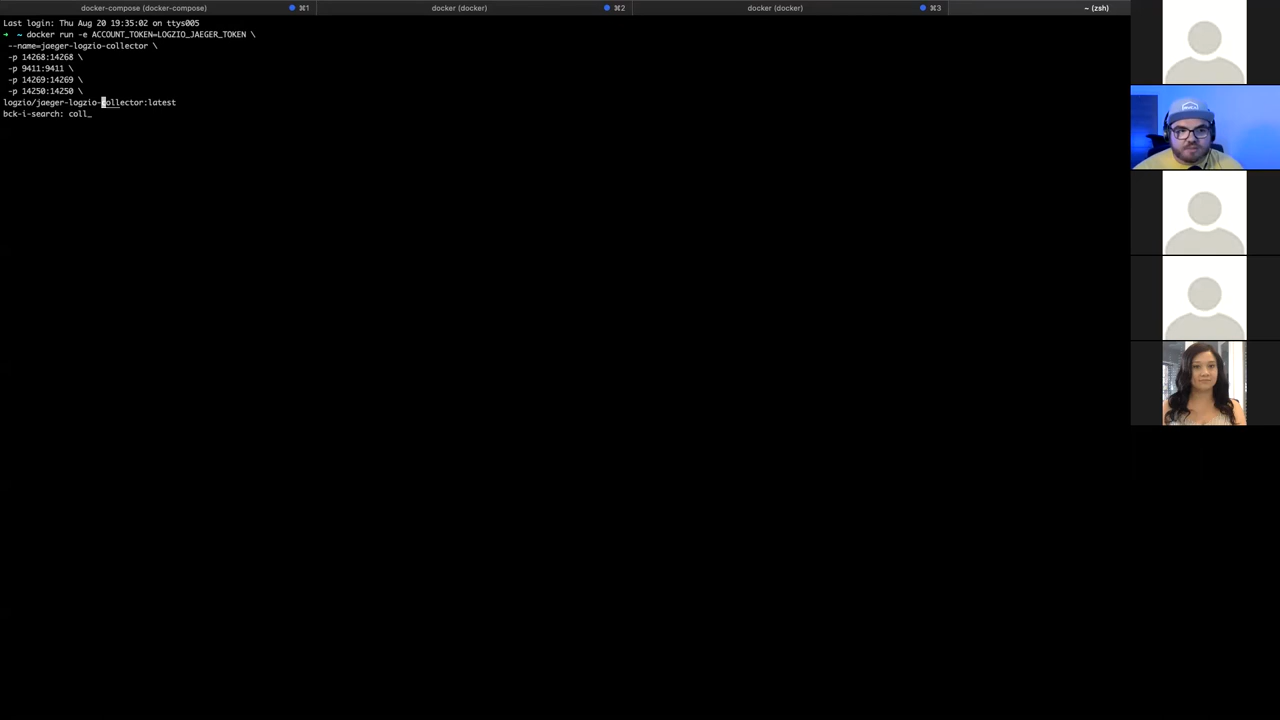 docker-compose (docker-compose) ⌘1 docker (docker) ⌘2 docker (docker) ⌘3 ~ (zsh)
Last login: Thu Aug 20 19:35:02 on ttys005
➜ ~ docker run -e ACCOUNT_TOKEN=LOGZIO_JAEGER_TOKEN \
--name=jaeger-logzio-collector \
-p 14268:14268 \
-p 9411:9411 \
-p 14269:14269 \
-p 14250:14250 \
logzio/jaeger-logzio-collector:latest
bck-i-search: coll_